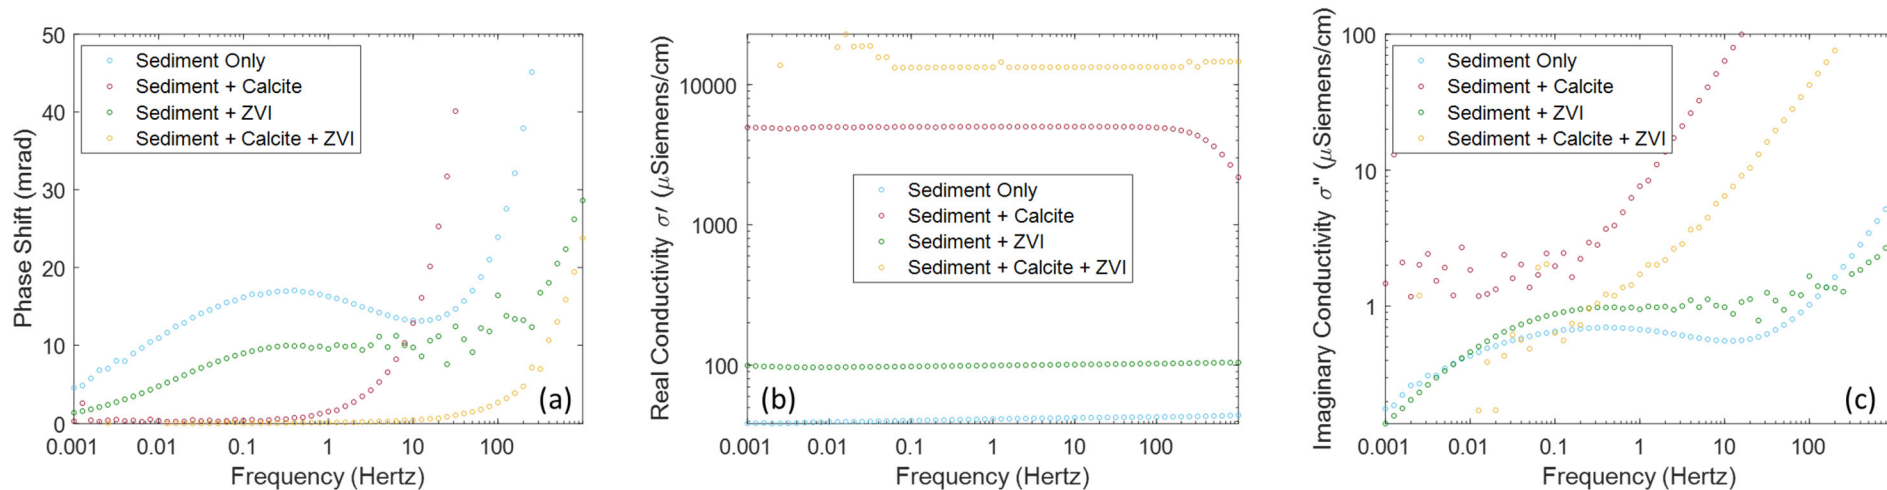 50
40
30
20
10
0
Phase Shift (mrad)
Sediment Only
Sediment + Calcite
Sediment + ZVI
Sediment + Calcite + ZVI
(a)
0.001 0.01 0.1 1 10 100
Frequency (Hertz)
10000
1000
100
Real Conductivity σ′ (μSiemens/cm)
Sediment Only
Sediment + Calcite
Sediment + ZVI
Sediment + Calcite + ZVI
(b)
0.001 0.01 0.1 1 10 100
Frequency (Hertz)
100
10
1
Imaginary Conductivity σ" (μSiemens/cm)
Sediment Only
Sediment + Calcite
Sediment + ZVI
Sediment + Calcite + ZVI
(c)
0.001 0.01 0.1 1 10 100
Frequency (Hertz)